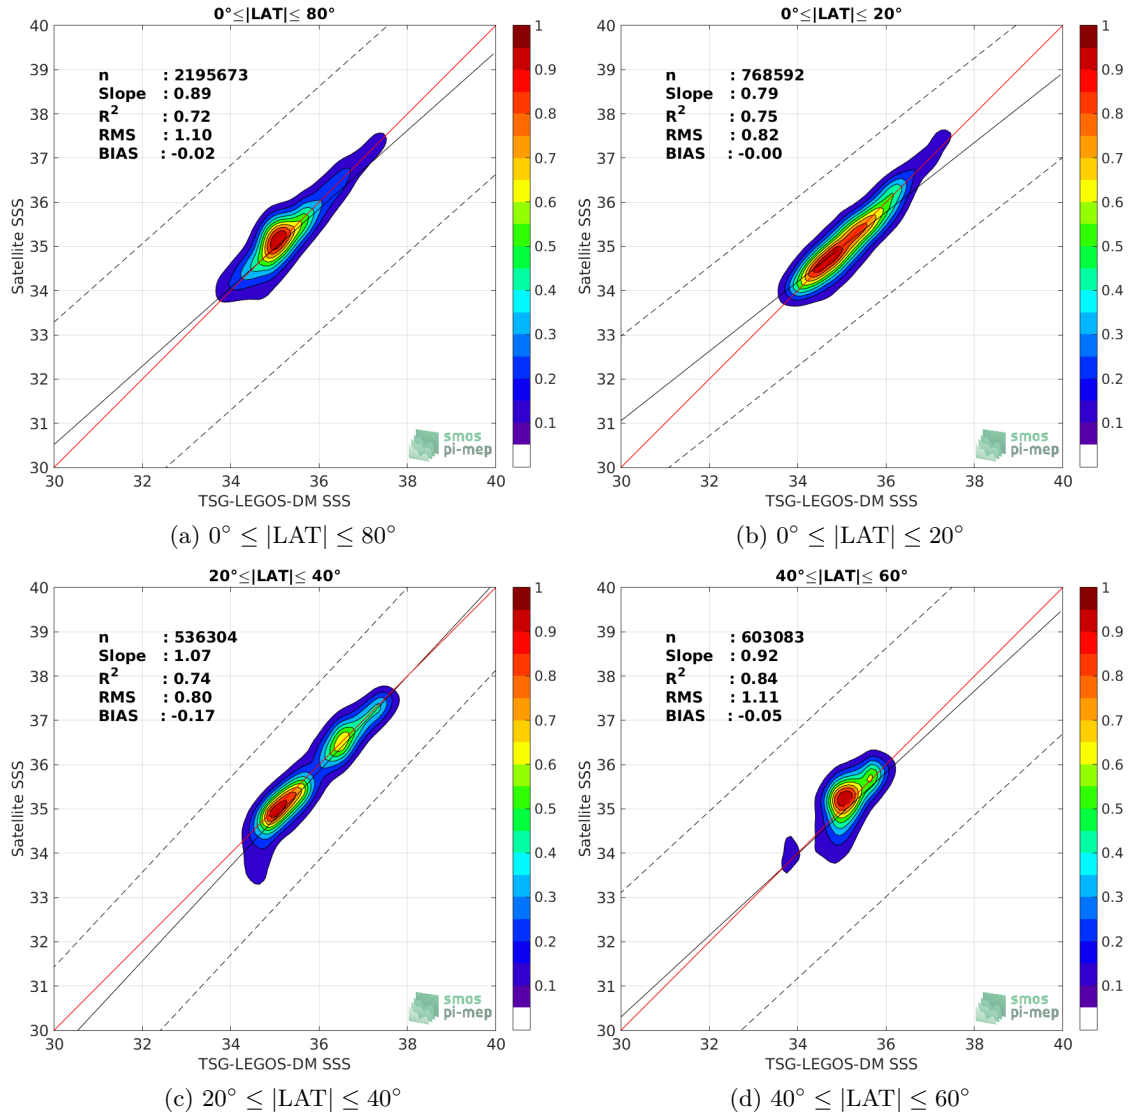 0°≤|LAT|≤ 80°
40
39
38
37
36
35
34
33
32
31
30
30 32 34 36 38 40
Satellite SSS
TSG-LEGOS-DM SSS
n : 2195673
Slope : 0.89
R² : 0.72
RMS : 1.10
BIAS : -0.02
smos
pi-mep
1
0.9
0.8
0.7
0.6
0.5
0.4
0.3
0.2
0.1
(a) 0° ≤ |LAT| ≤ 80°
0°≤|LAT|≤ 20°
40
39
38
37
36
35
34
33
32
31
30
30 32 34 36 38 40
Satellite SSS
TSG-LEGOS-DM SSS
n : 768592
Slope : 0.79
R² : 0.75
RMS : 0.82
BIAS : -0.00
smos
pi-mep
1
0.9
0.8
0.7
0.6
0.5
0.4
0.3
0.2
0.1
(b) 0° ≤ |LAT| ≤ 20°
20°≤|LAT|≤ 40°
40
39
38
37
36
35
34
33
32
31
30
30 32 34 36 38 40
Satellite SSS
TSG-LEGOS-DM SSS
n : 536304
Slope : 1.07
R² : 0.74
RMS : 0.80
BIAS : -0.17
smos
pi-mep
1
0.9
0.8
0.7
0.6
0.5
0.4
0.3
0.2
0.1
(c) 20° ≤ |LAT| ≤ 40°
40°≤|LAT|≤ 60°
40
39
38
37
36
35
34
33
32
31
30
30 32 34 36 38 40
Satellite SSS
TSG-LEGOS-DM SSS
n : 603083
Slope : 0.92
R² : 0.84
RMS : 1.11
BIAS : -0.05
smos
pi-mep
1
0.9
0.8
0.7
0.6
0.5
0.4
0.3
0.2
0.1
(d) 40° ≤ |LAT| ≤ 60°